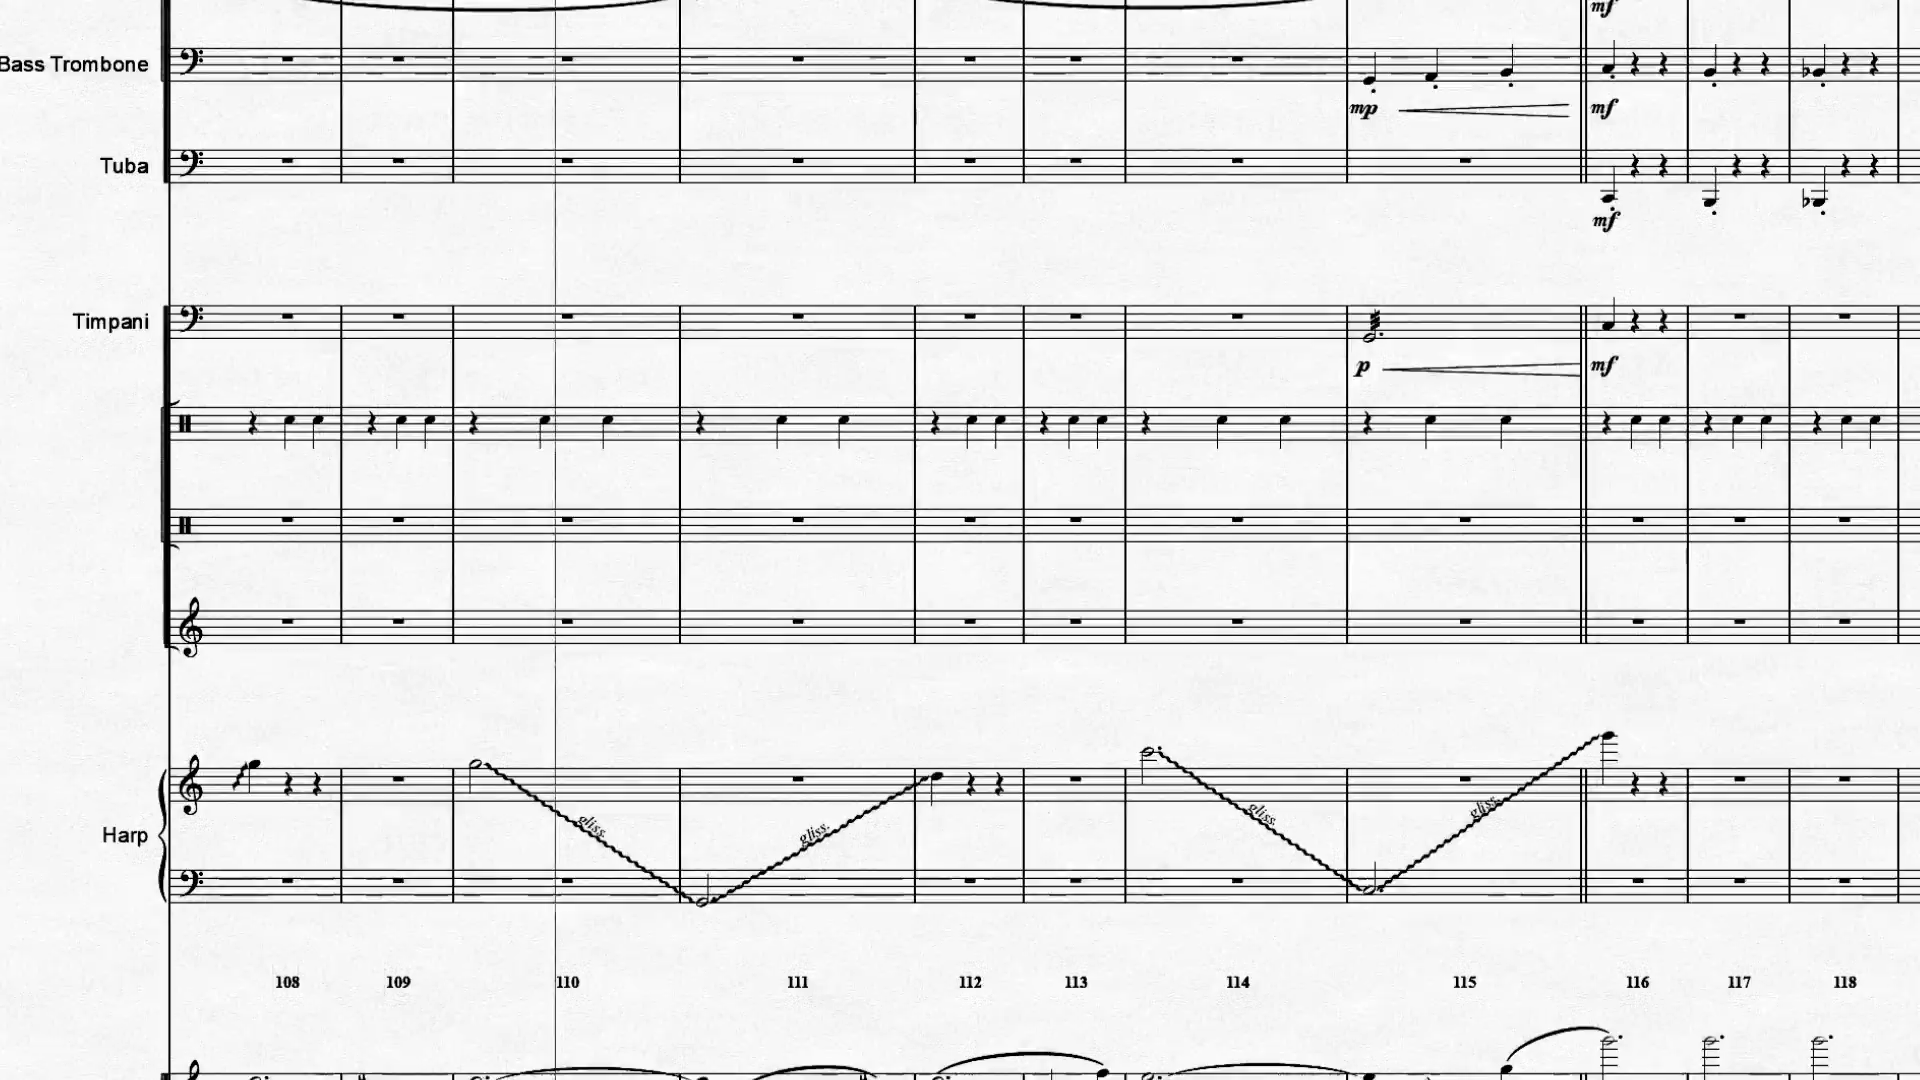 mf
Bass Trombone
mp mf
Tuba
mf
Timpani
p mf
gliss. gliss. gliss. gliss.
Harp
108 109 110 111 112 113 114 115 116 117 118